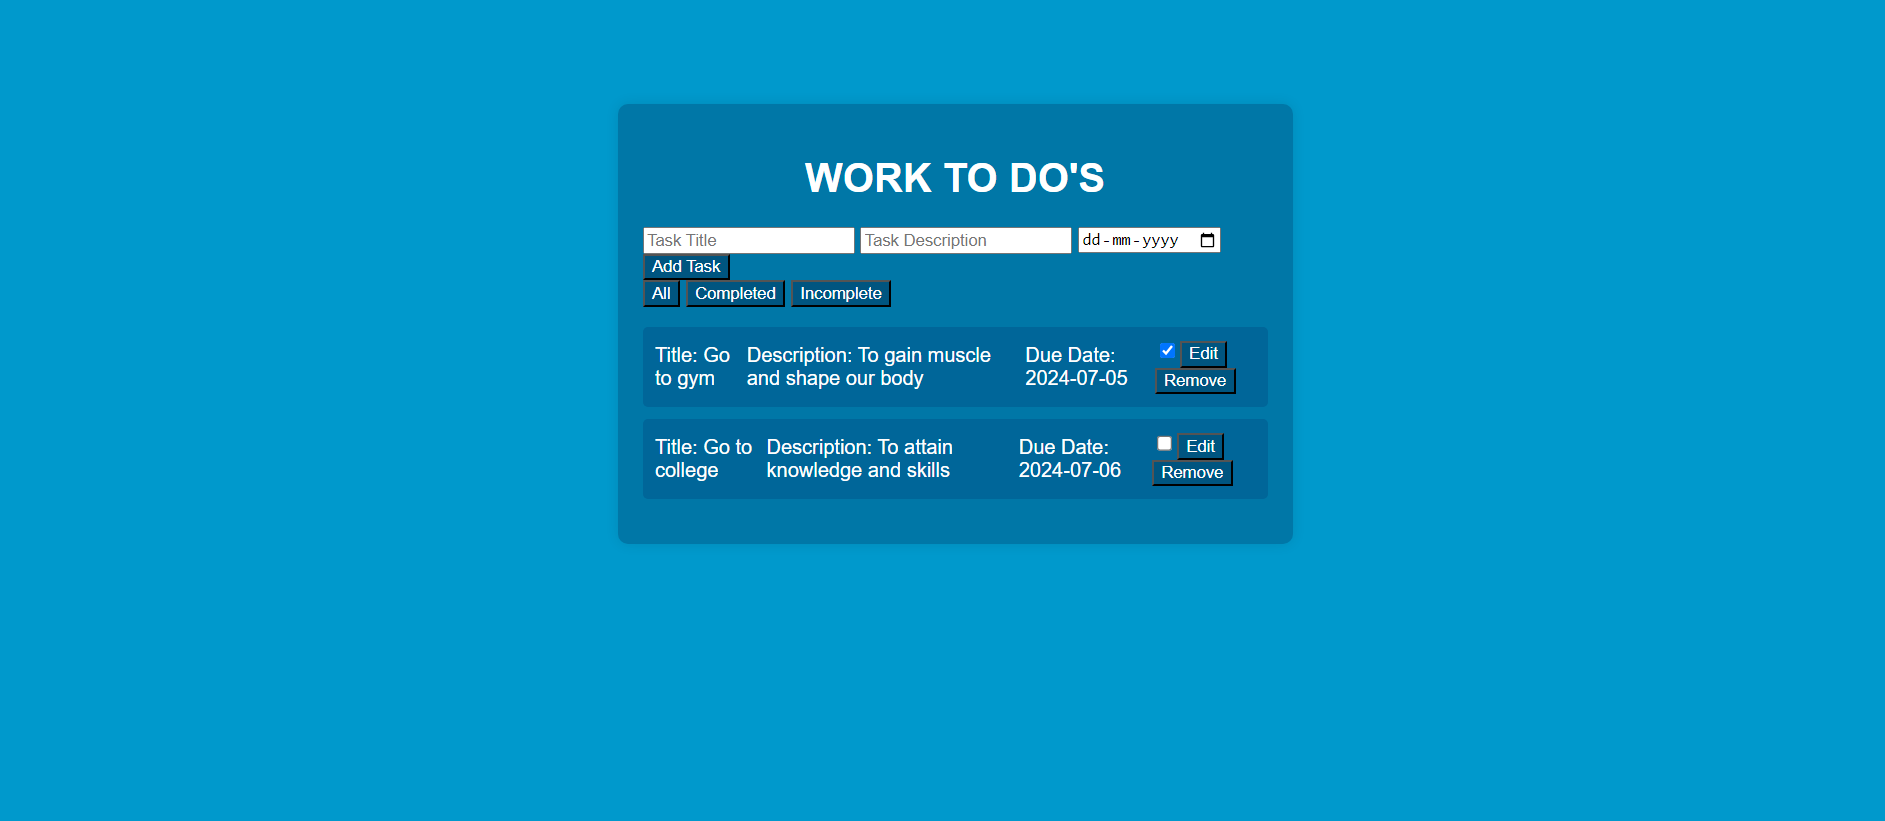 WORK TO DO'S
Task Title Task Description dd-mm-yyyy
Add Task
All Completed Incomplete
Title: Go to gym
Description: To gain muscle and shape our body
Due Date: 2024-07-05
Edit
Remove
Title: Go to college
Description: To attain knowledge and skills
Due Date: 2024-07-06
Edit
Remove